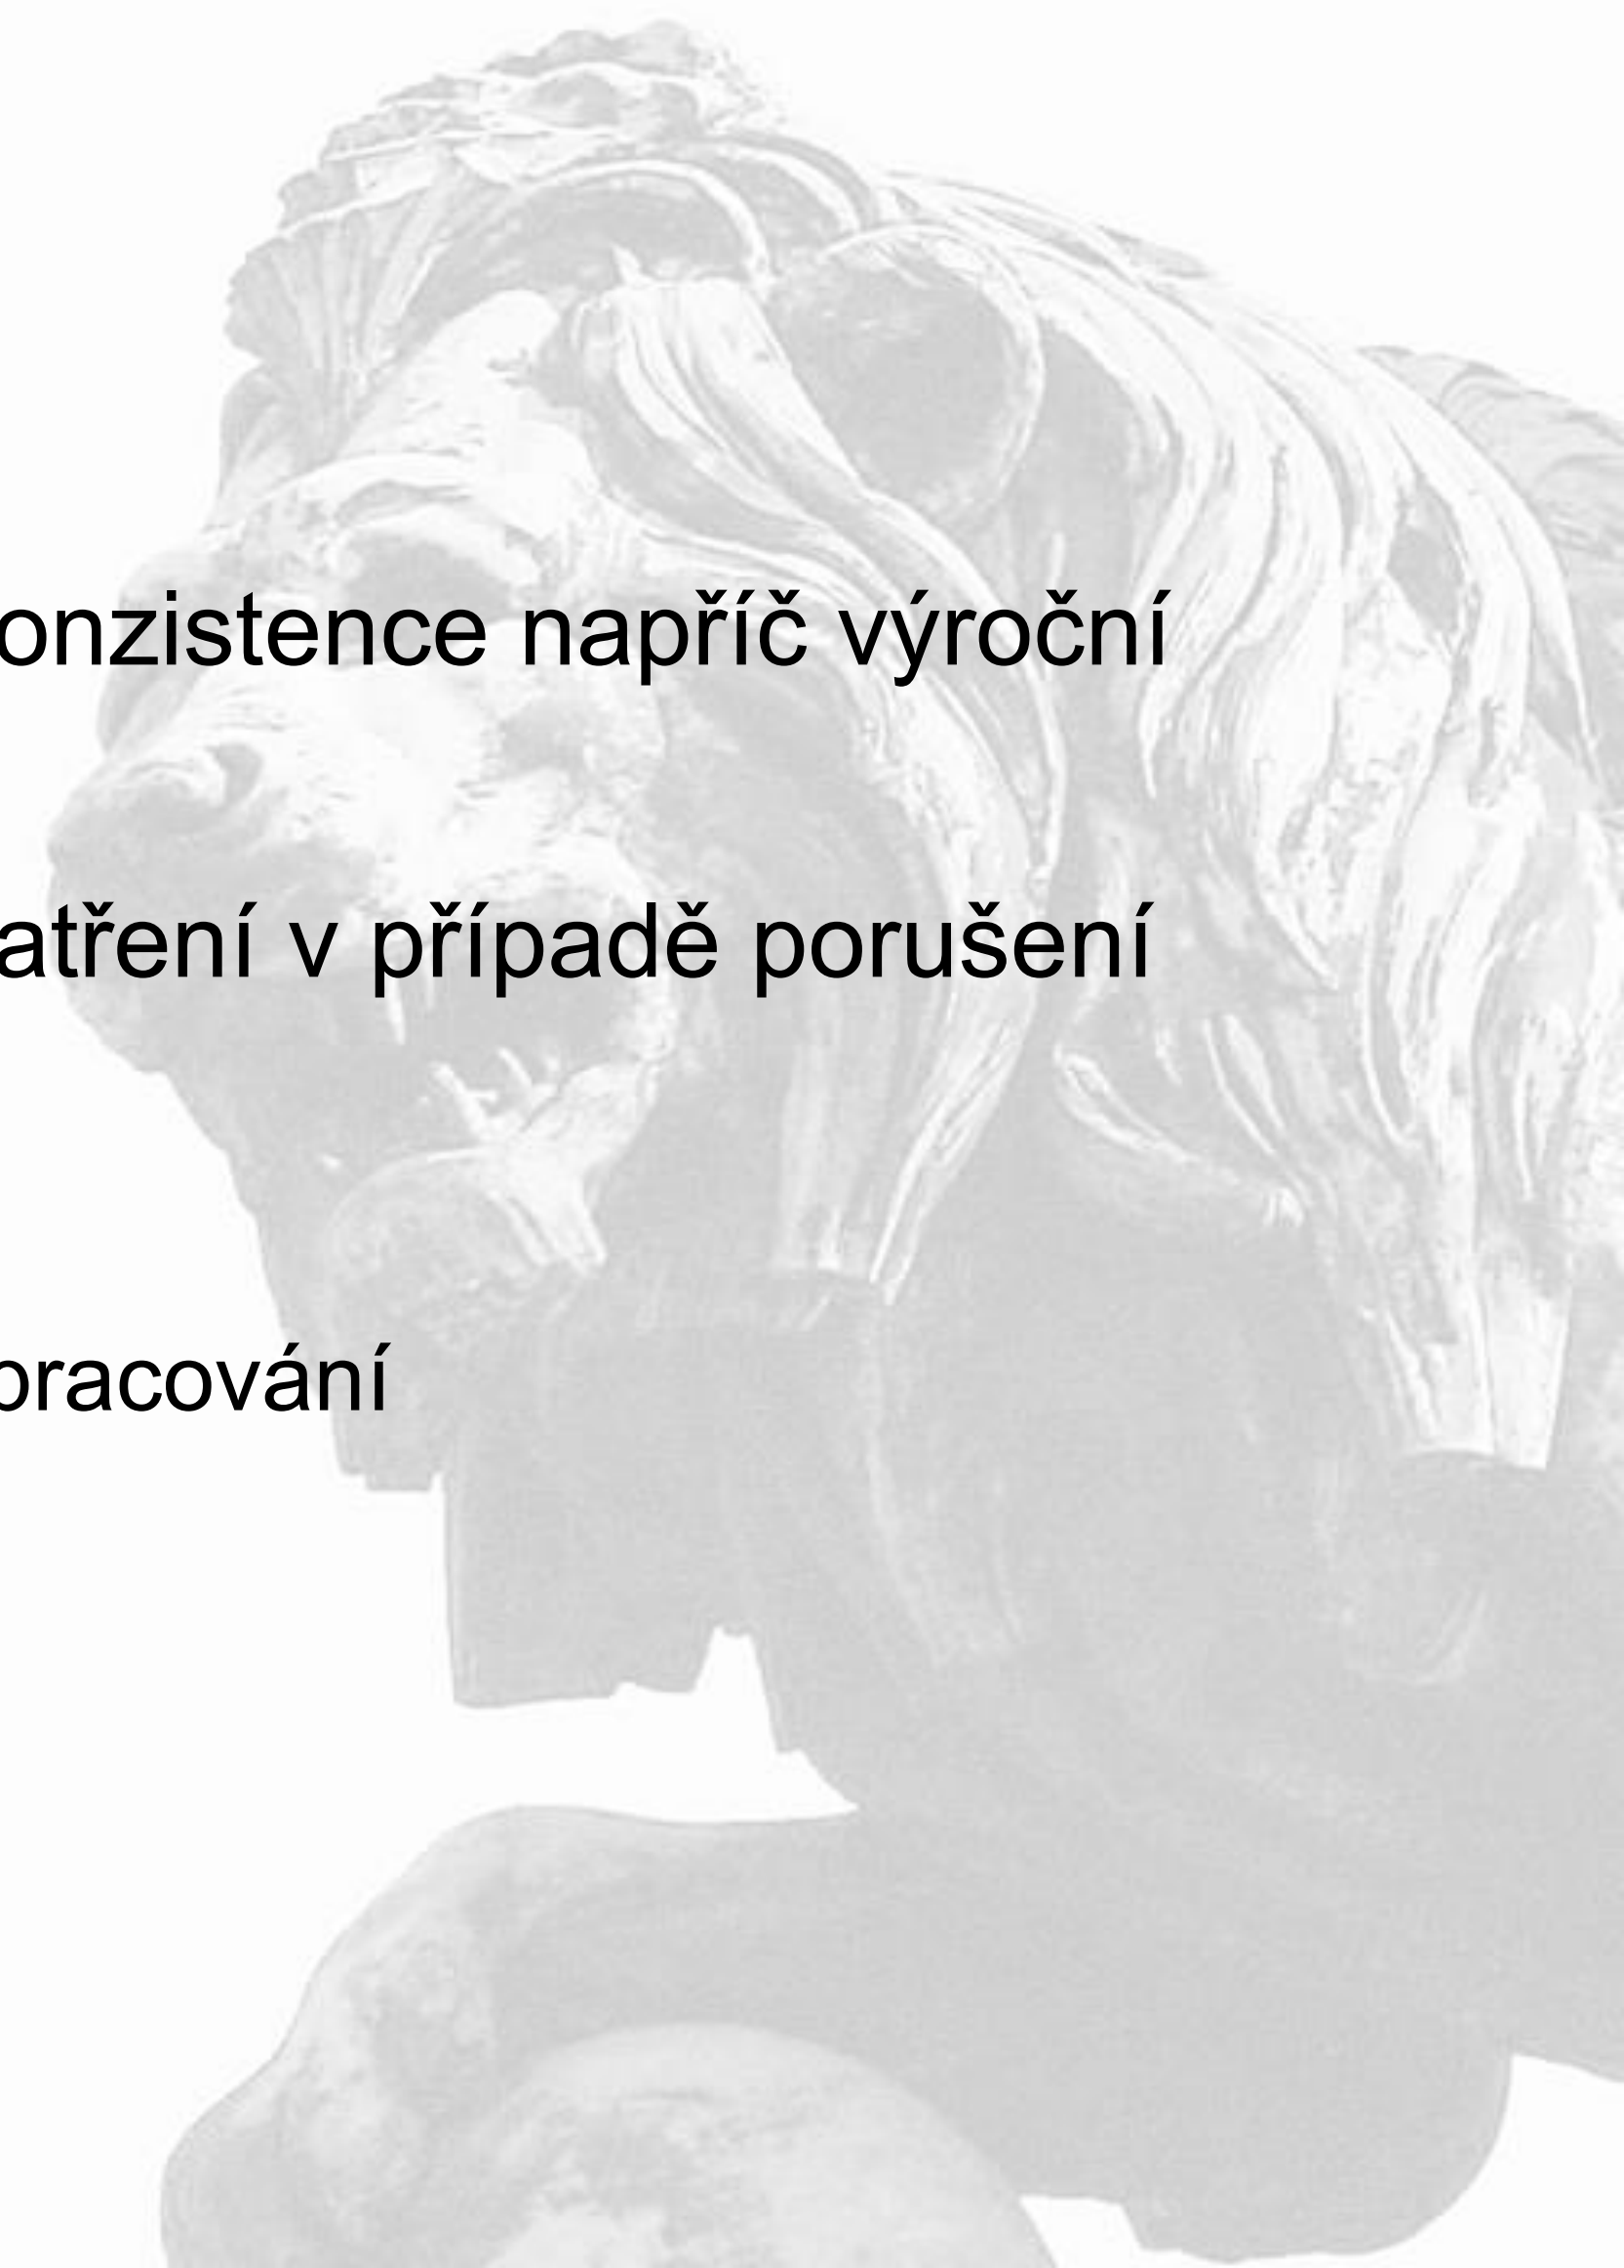 onzistence napříč výroční
atření v případě porušení
pracování